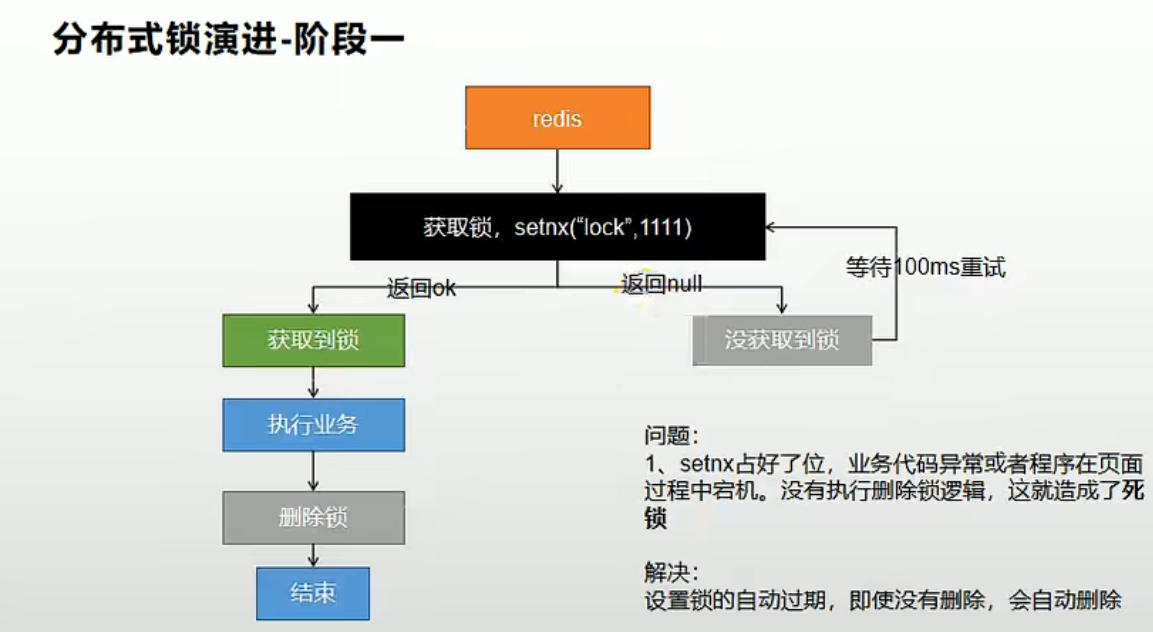 分布式锁演进-阶段一
redis
获取锁，setnx(“lock”,1111)
等待100ms重试
返回ok
返回null
获取到锁
没获取到锁
执行业务
删除锁
结束
问题：
1、setnx占好了位，业务代码异常或者程序在页面
过程中宕机。没有执行删除锁逻辑，这就造成了死
锁
解决：
设置锁的自动过期，即使没有删除，会自动删除